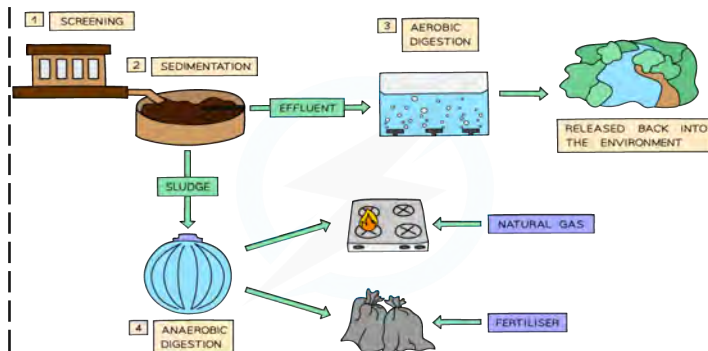 1 SCREENING
2 SEDIMENTATION
3 AEROBIC
DIGESTION
EFFLUENT
RELEASED BACK INTO
THE ENVIRONMENT
SLUDGE
NATURAL GAS
4 ANAEROBIC
DIGESTION
FERTILISER